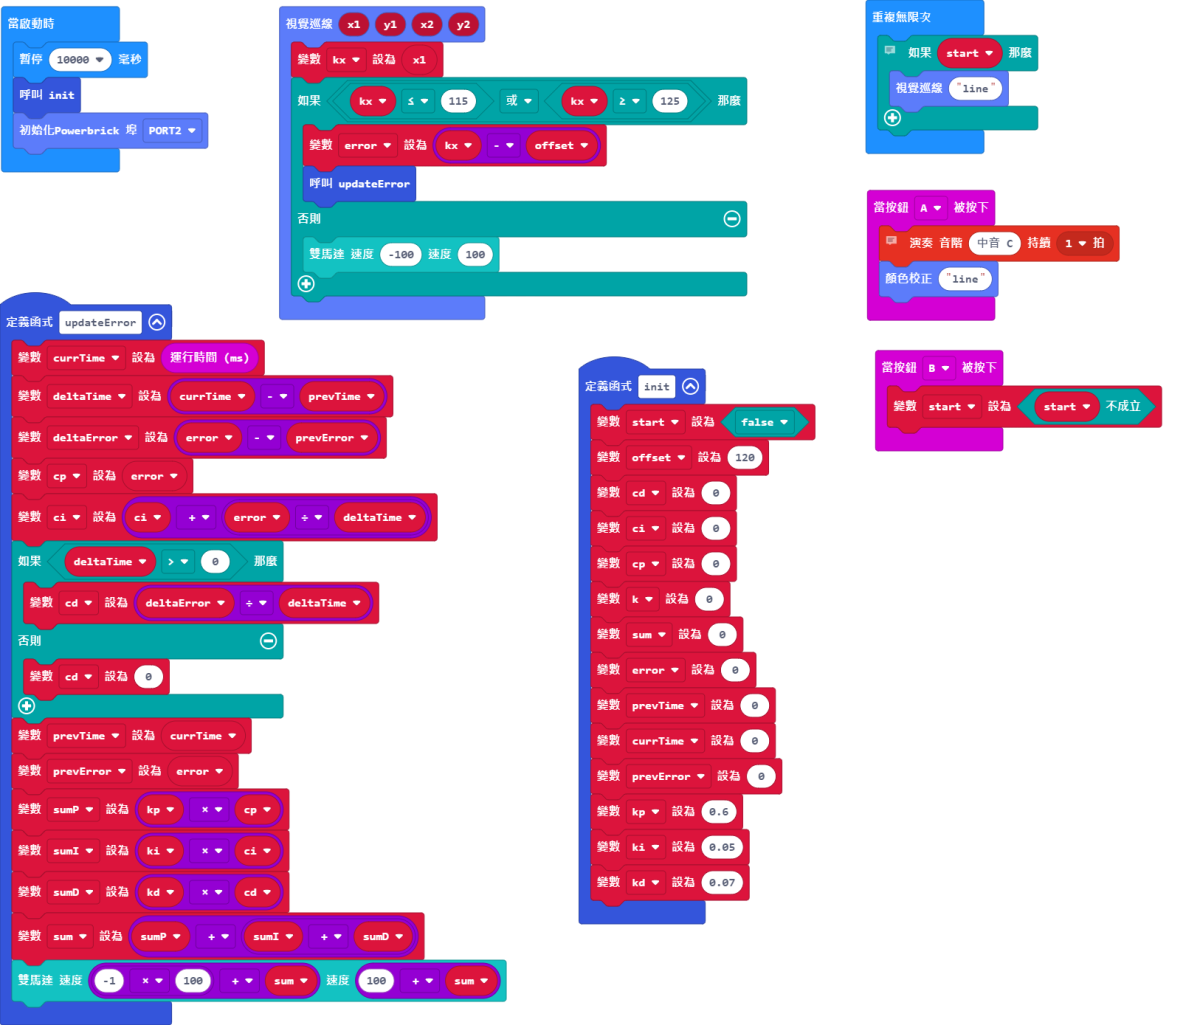 當啟動時
暫停 10000 毫秒
呼叫 init
初始化Powerbrick 埠 PORT2
視覺巡線 x1 y1 x2 y2
變數 kx 設為 x1
如果 kx ≤ 115 或 kx ≥ 125 那麼
變數 error 設為 kx - offset
呼叫 updateError
否則
雙馬達 速度 -100 速度 100
重複無限次
如果 start 那麼
視覺巡線 "line"
當按鈕 A 被按下
演奏 音階 中音 C 持續 1 拍
顏色校正 "line"
當按鈕 B 被按下
變數 start 設為 start 不成立
定義函式 updateError
變數 currTime 設為 運行時間 (ms)
變數 deltaTime 設為 currTime - prevTime
變數 deltaError 設為 error - prevError
變數 cp 設為 error
變數 ci 設為 ci + error ÷ deltaTime
如果 deltaTime > 0 那麼
變數 cd 設為 deltaError ÷ deltaTime
否則
變數 cd 設為 0
變數 prevTime 設為 currTime
變數 prevError 設為 error
變數 sumP 設為 kp × cp
變數 sumI 設為 ki × ci
變數 sumD 設為 kd × cd
變數 sum 設為 sumP + sumI + sumD
雙馬達 速度 -1 × 100 + sum 速度 100 + sum
定義函式 init
變數 start 設為 false
變數 offset 設為 120
變數 cd 設為 0
變數 ci 設為 0
變數 cp 設為 0
變數 k 設為 0
變數 sum 設為 0
變數 error 設為 0
變數 prevTime 設為 0
變數 currTime 設為 0
變數 prevError 設為 0
變數 kp 設為 0.6
變數 ki 設為 0.05
變數 kd 設為 0.07